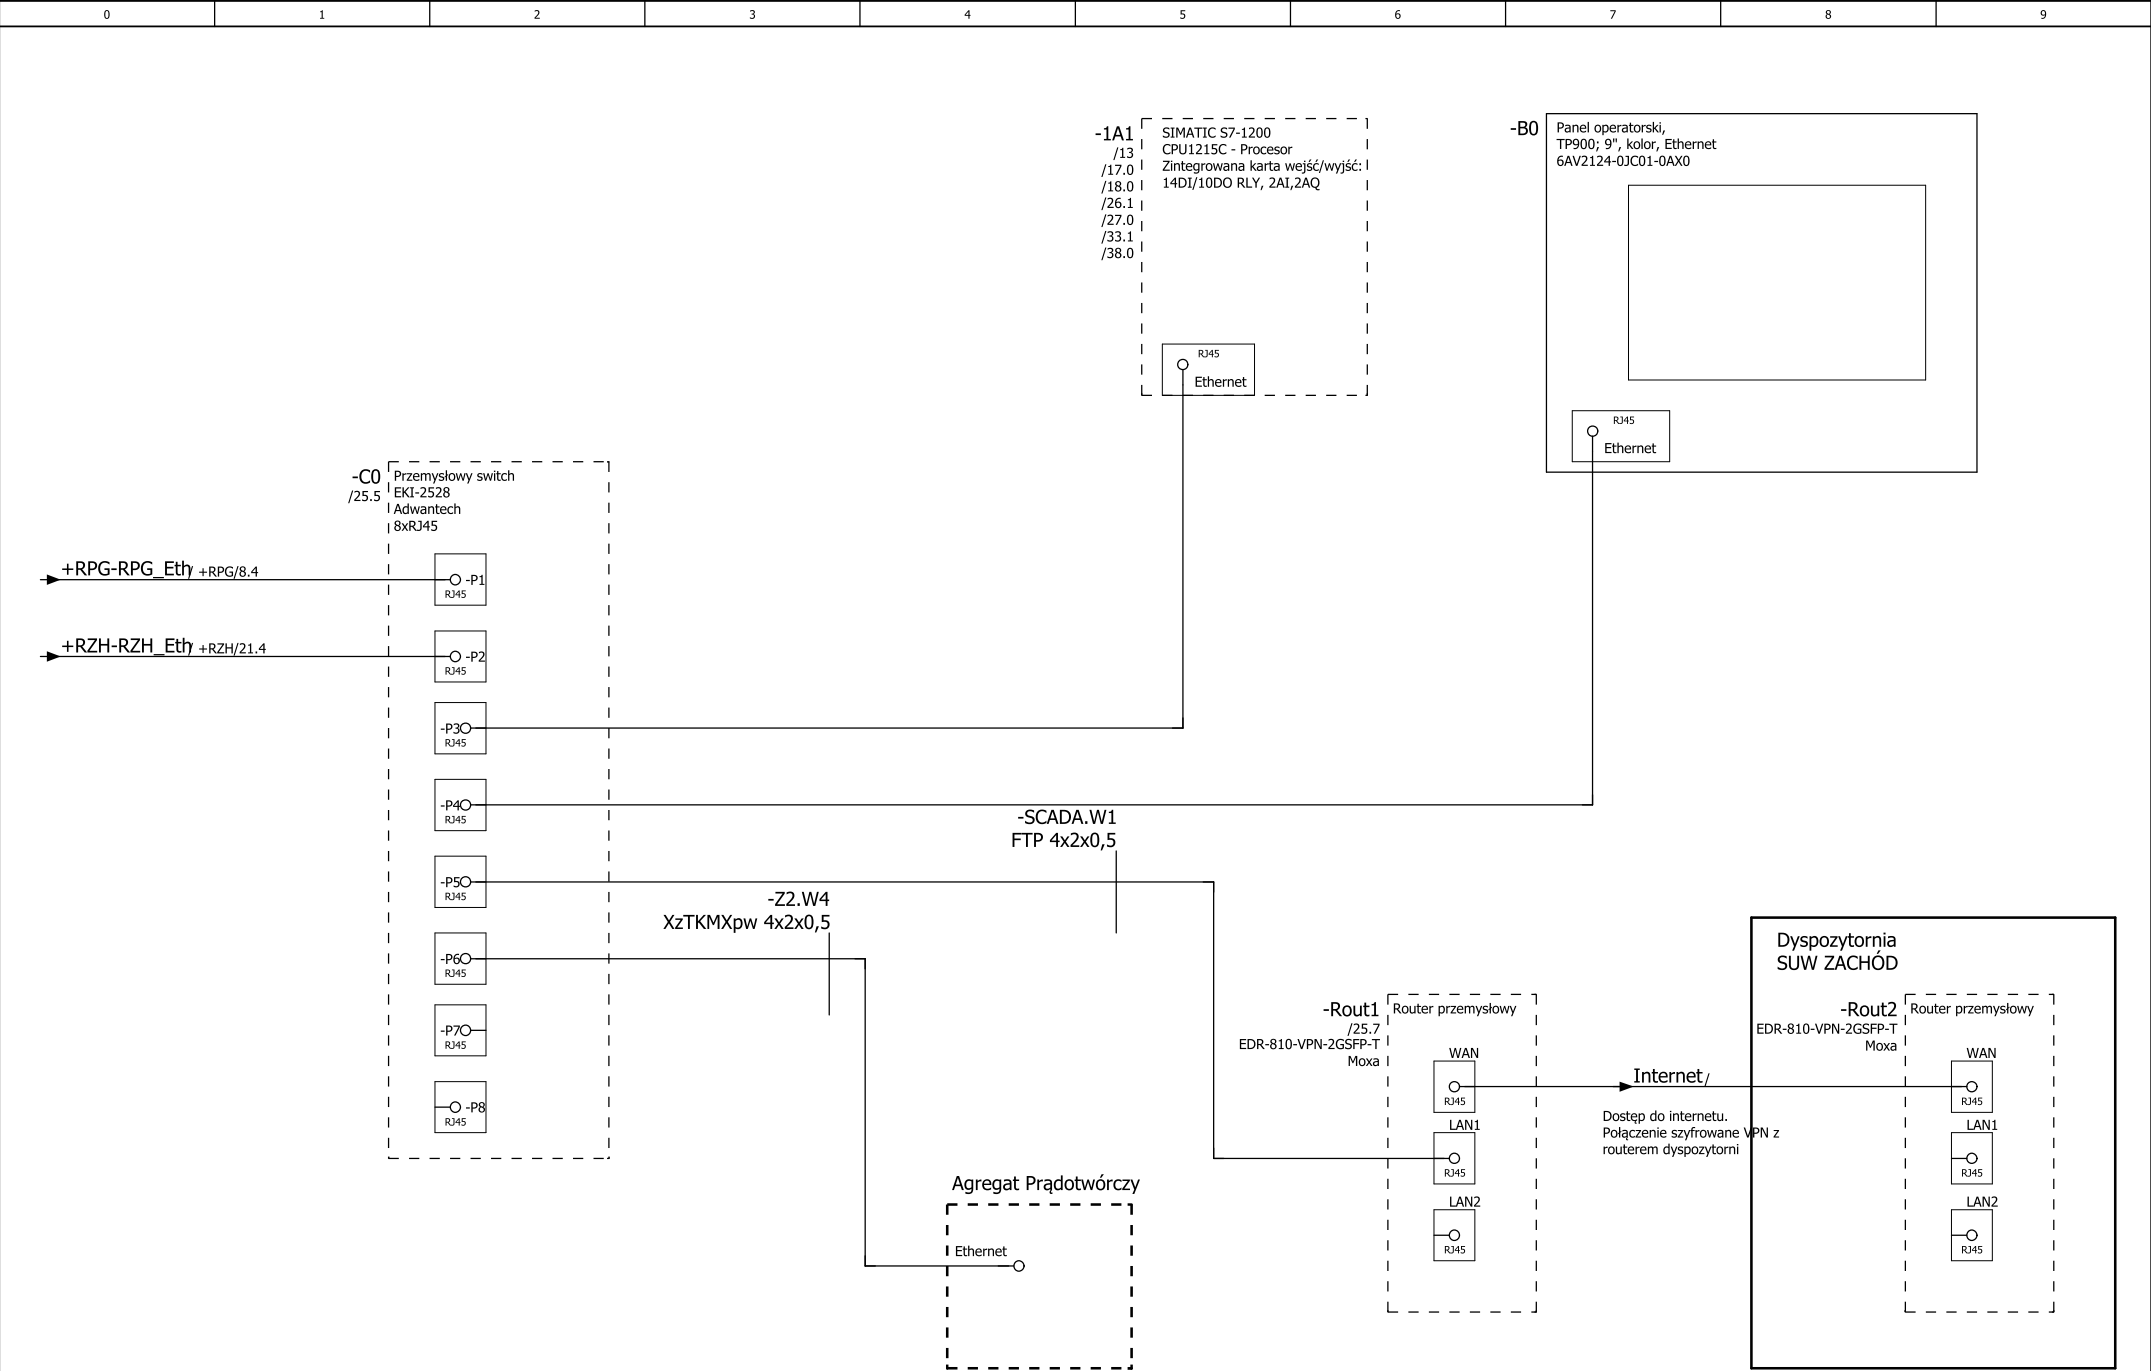 0 1 2 3 4 5 6 7 8 9
-1A1
/13
/17.0
/18.0
/26.1
/27.0
/33.1
/38.0
SIMATIC S7-1200
CPU1215C - Procesor
Zintegrowana karta wejść/wyjść:
14DI/10DO RLY, 2AI,2AQ
RJ45
Ethernet
-B0
Panel operatorski,
TP900; 9", kolor, Ethernet
6AV2124-0JC01-0AX0
RJ45
Ethernet
-C0
/25.5
Przemysłowy switch
EKI-2528
Adwantech
8xRJ45
+RPG-RPG_Eth/ +RPG/8.4
-P1
RJ45
+RZH-RZH_Eth/ +RZH/21.4
-P2
RJ45
-P3
RJ45
-P4
RJ45
-SCADA.W1
FTP 4x2x0,5
-P5
RJ45
-Z2.W4
XzTKMXpw 4x2x0,5
-P6
RJ45
-P7
RJ45
-P8
RJ45
Agregat Prądotwórczy
Ethernet
-Rout1
/25.7
EDR-810-VPN-2GSFP-T
Moxa
Router przemysłowy
WAN
RJ45
LAN1
RJ45
LAN2
RJ45
Internet/
Dostęp do internetu.
Połączenie szyfrowane VPN z
routerem dyspozytorni
Dyspozytornia
SUW ZACHÓD
-Rout2
EDR-810-VPN-2GSFP-T
Moxa
Router przemysłowy
WAN
RJ45
LAN1
RJ45
LAN2
RJ45